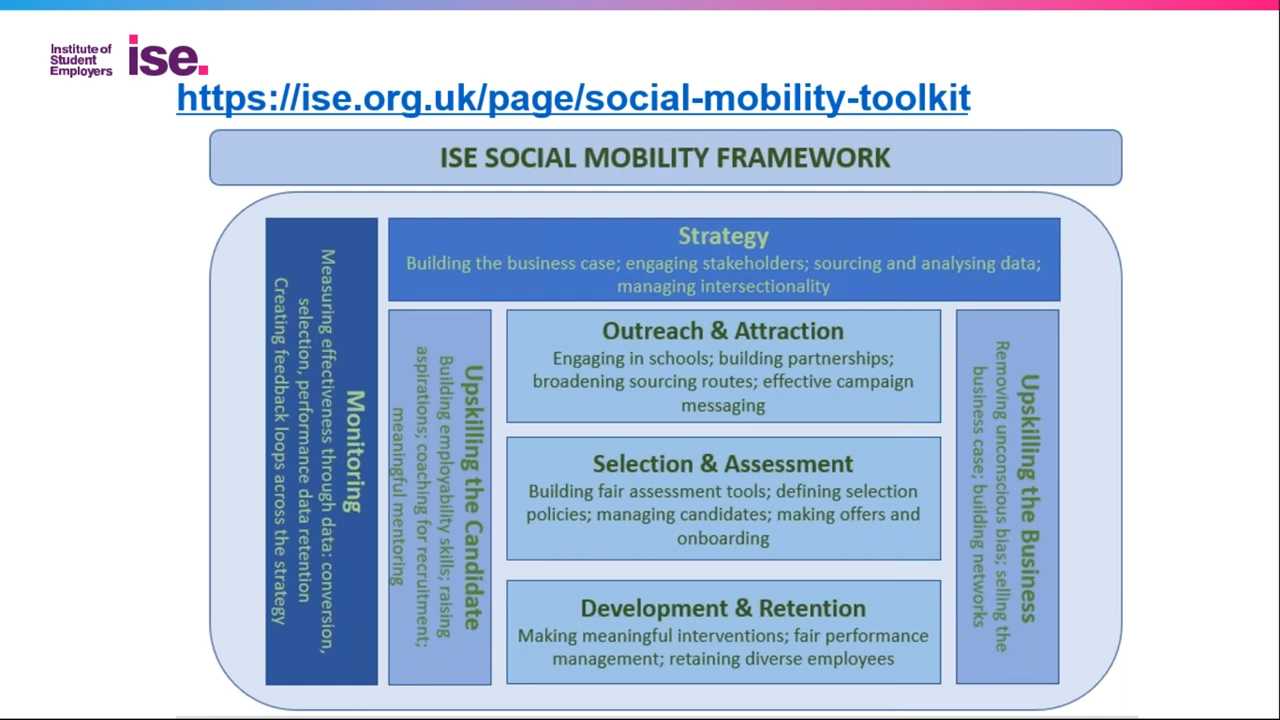 Institute of
Student
Employers
ise.
https://ise.org.uk/page/social-mobility-toolkit
ISE SOCIAL MOBILITY FRAMEWORK
Monitoring
Measuring effectiveness through data: conversion,
selection, performance data retention
Creating feedback loops across the strategy
Strategy
Building the business case; engaging stakeholders; sourcing and analysing data;
managing intersectionality
Upskilling the Candidate
Building employability skills; raising
aspirations; coaching for recruitment;
meaningful mentoring
Outreach & Attraction
Engaging in schools; building partnerships;
broadening sourcing routes; effective campaign
messaging
Selection & Assessment
Building fair assessment tools; defining selection
policies; managing candidates; making offers and
onboarding
Development & Retention
Making meaningful interventions; fair performance
management; retaining diverse employees
Upskilling the Business
Removing unconscious bias; selling the
business case; building networks